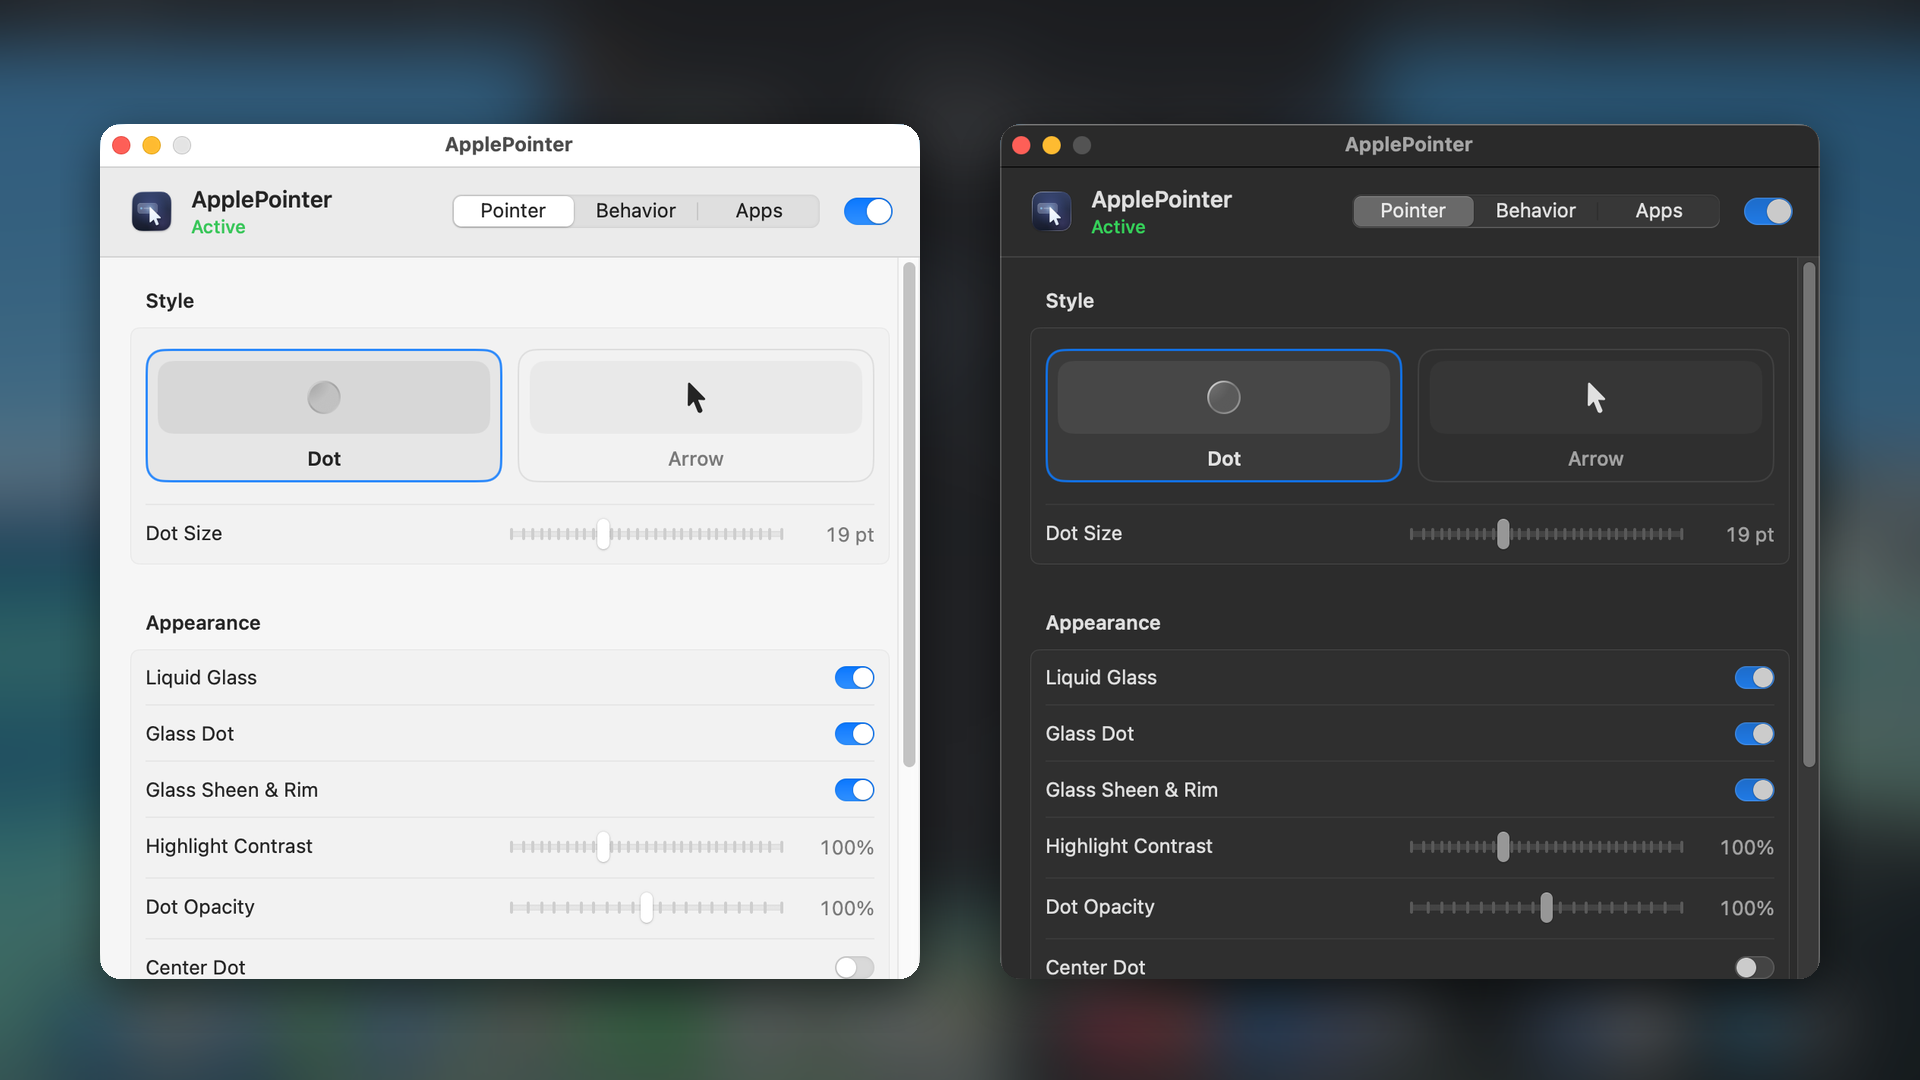 ApplePointer
ApplePointer
Active
Pointer
Behavior
Apps
Style
Dot
Arrow
Dot Size
19 pt
Appearance
Liquid Glass
Glass Dot
Glass Sheen & Rim
Highlight Contrast
100%
Dot Opacity
100%
Center Dot
ApplePointer
ApplePointer
Active
Pointer
Behavior
Apps
Style
Dot
Arrow
Dot Size
19 pt
Appearance
Liquid Glass
Glass Dot
Glass Sheen & Rim
Highlight Contrast
100%
Dot Opacity
100%
Center Dot